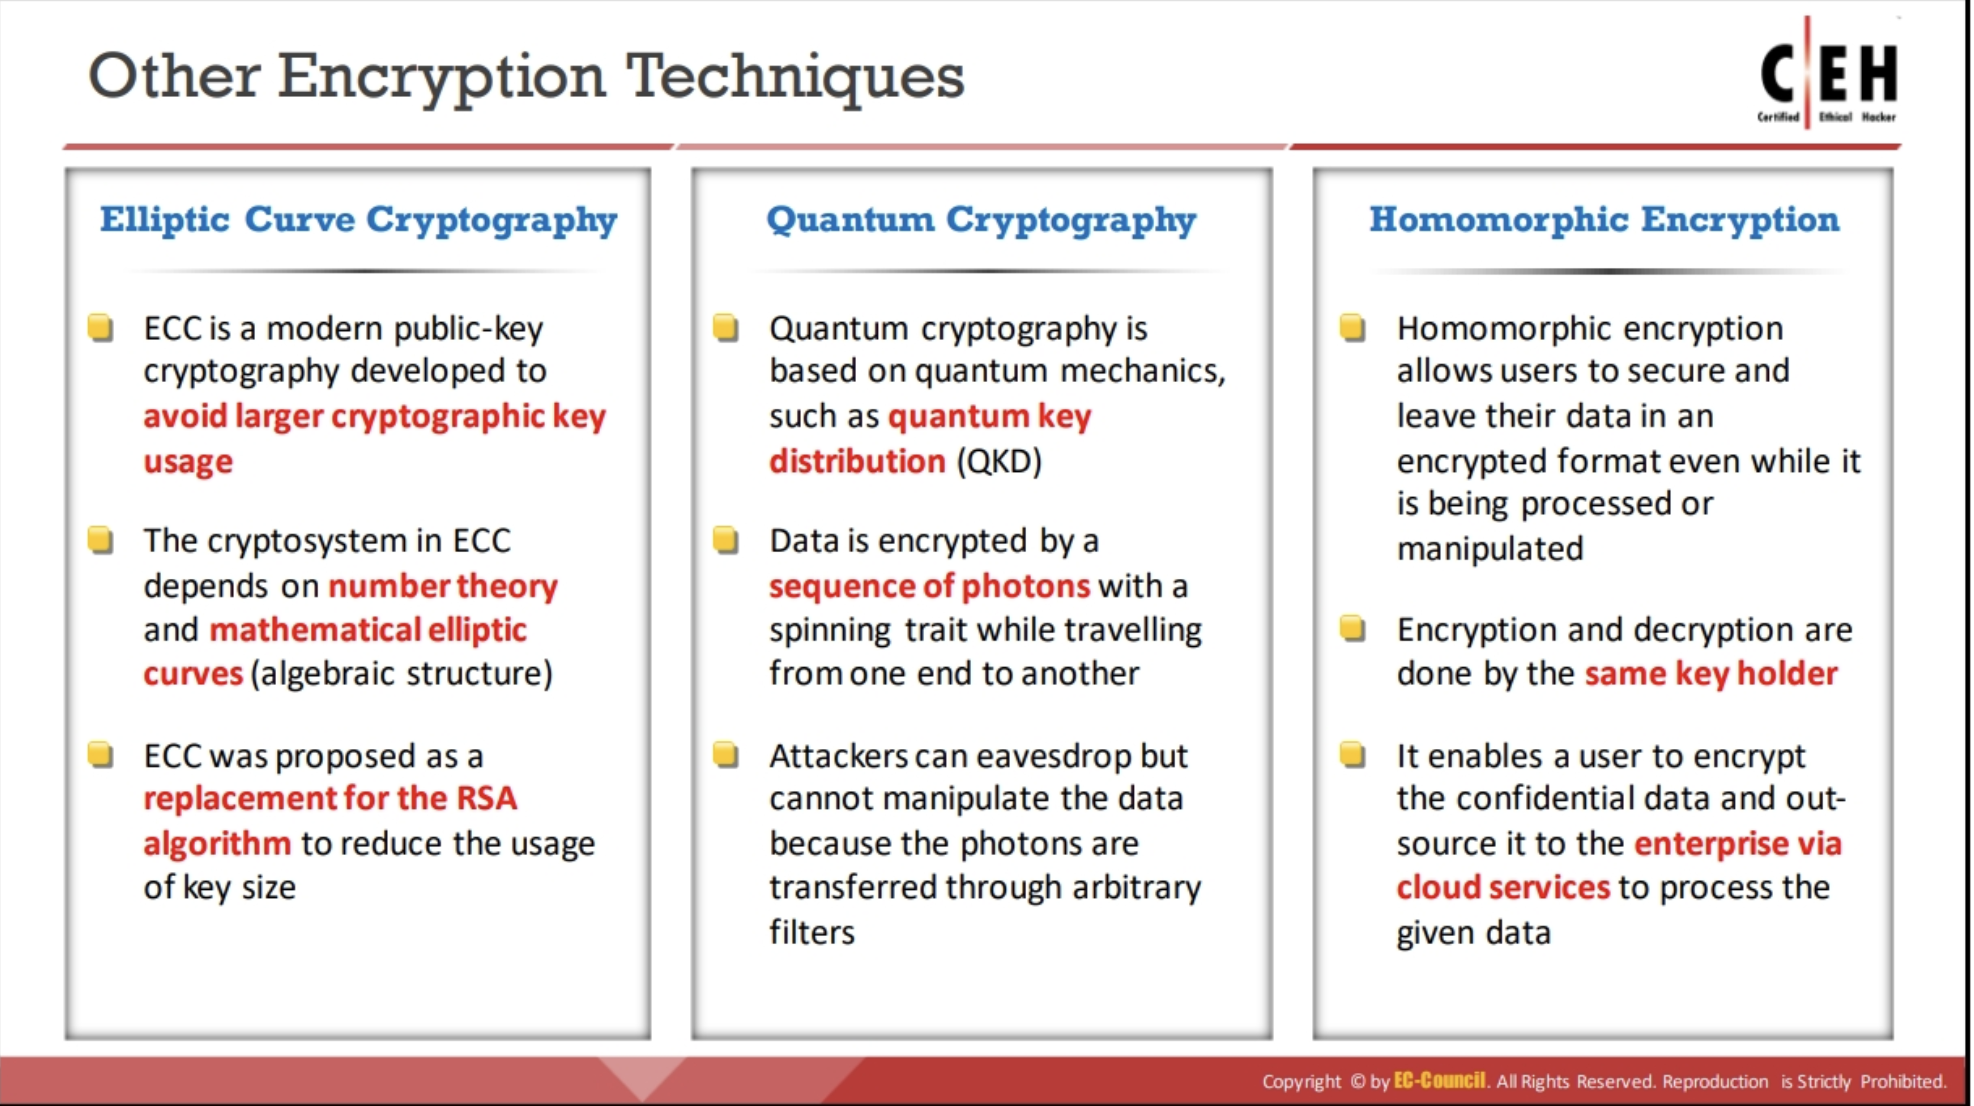 Other Encryption Techniques
C EH
Certified Ethical Hacker
Elliptic Curve Cryptography
ECC is a modern public-key
cryptography developed to
avoid larger cryptographic key
usage
The cryptosystem in ECC
depends on number theory
and mathematical elliptic
curves (algebraic structure)
ECC was proposed as a
replacement for the RSA
algorithm to reduce the usage
of key size
Quantum Cryptography
Quantum cryptography is
based on quantum mechanics,
such as quantum key
distribution (QKD)
Data is encrypted by a
sequence of photons with a
spinning trait while travelling
from one end to another
Attackers can eavesdrop but
cannot manipulate the data
because the photons are
transferred through arbitrary
filters
Homomorphic Encryption
Homomorphic encryption
allows users to secure and
leave their data in an
encrypted format even while it
is being processed or
manipulated
Encryption and decryption are
done by the same key holder
It enables a user to encrypt
the confidential data and out-
source it to the enterprise via
cloud services to process the
given data
Copyright © by EC-Council. All Rights Reserved. Reproduction is Strictly Prohibited.